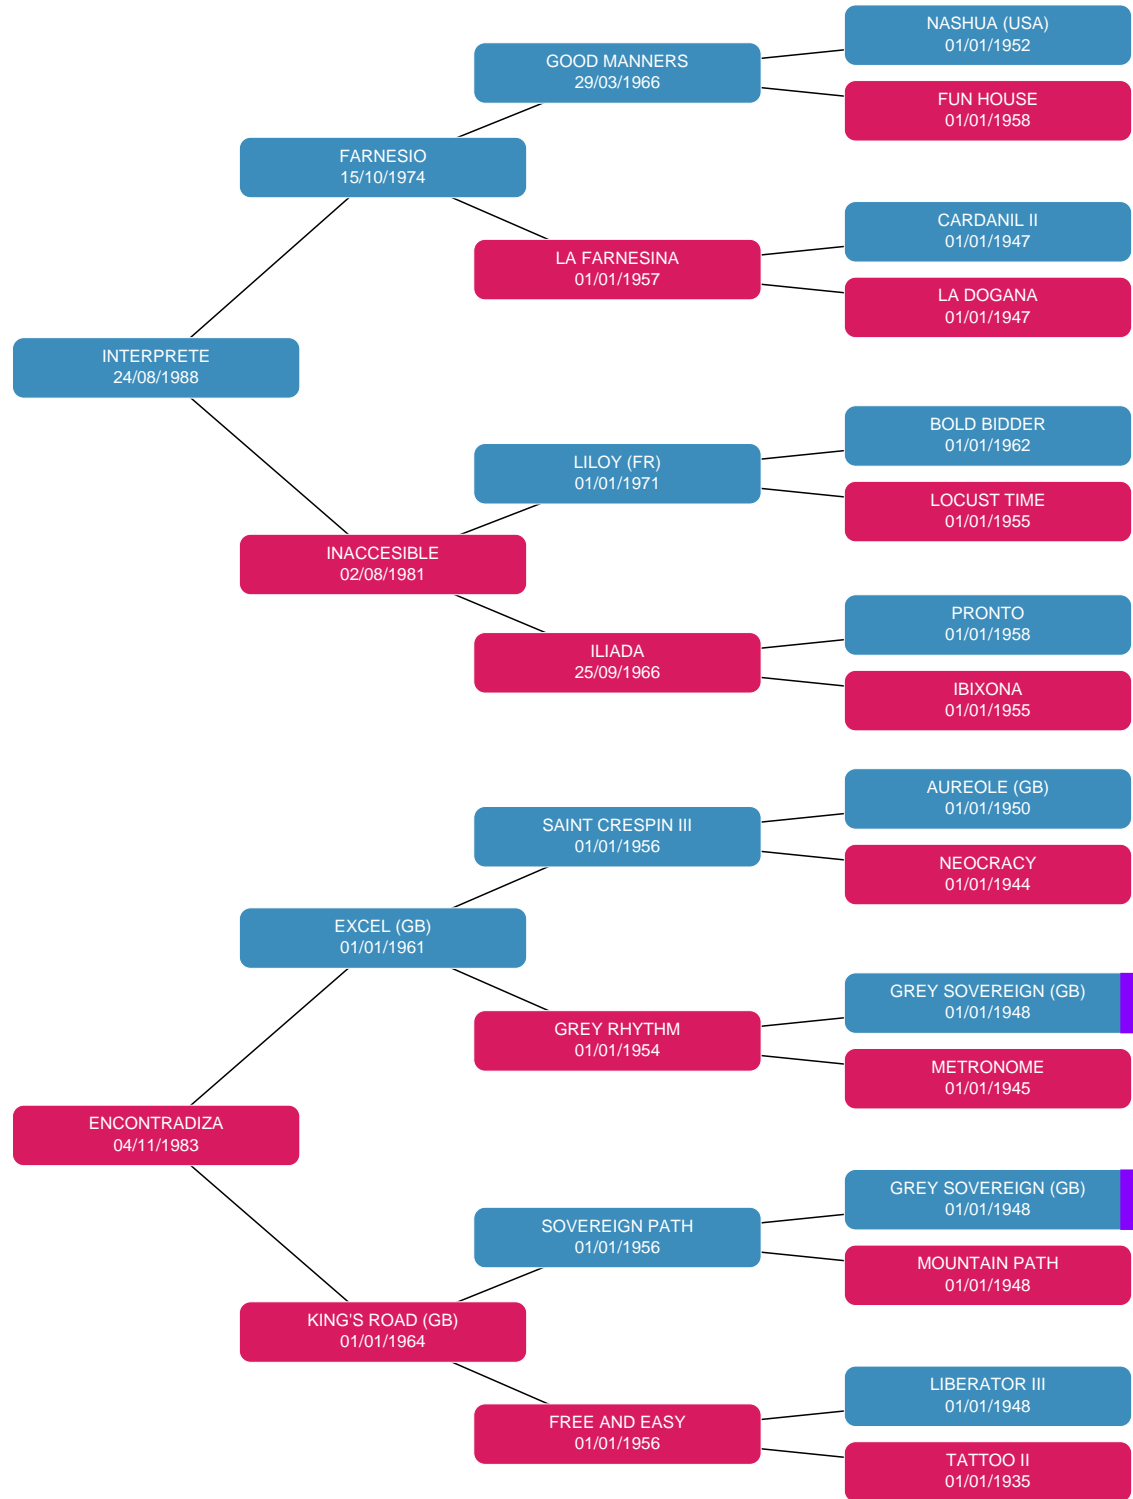 NASHUA (USA)
01/01/1952
GOOD MANNERS
29/03/1966
FUN HOUSE
01/01/1958
FARNESIO
15/10/1974
CARDANIL II
01/01/1947
LA FARNESINA
01/01/1957
LA DOGANA
01/01/1947
INTERPRETE
24/08/1988
BOLD BIDDER
01/01/1962
LILOY (FR)
01/01/1971
LOCUST TIME
01/01/1955
INACCESIBLE
02/08/1981
PRONTO
01/01/1958
ILIADA
25/09/1966
IBIXONA
01/01/1955
AUREOLE (GB)
01/01/1950
SAINT CRESPIN III
01/01/1956
NEOCRACY
01/01/1944
EXCEL (GB)
01/01/1961
GREY SOVEREIGN (GB)
01/01/1948
GREY RHYTHM
01/01/1954
METRONOME
01/01/1945
ENCONTRADIZA
04/11/1983
GREY SOVEREIGN (GB)
01/01/1948
SOVEREIGN PATH
01/01/1956
MOUNTAIN PATH
01/01/1948
KING'S ROAD (GB)
01/01/1964
LIBERATOR III
01/01/1948
FREE AND EASY
01/01/1956
TATTOO II
01/01/1935